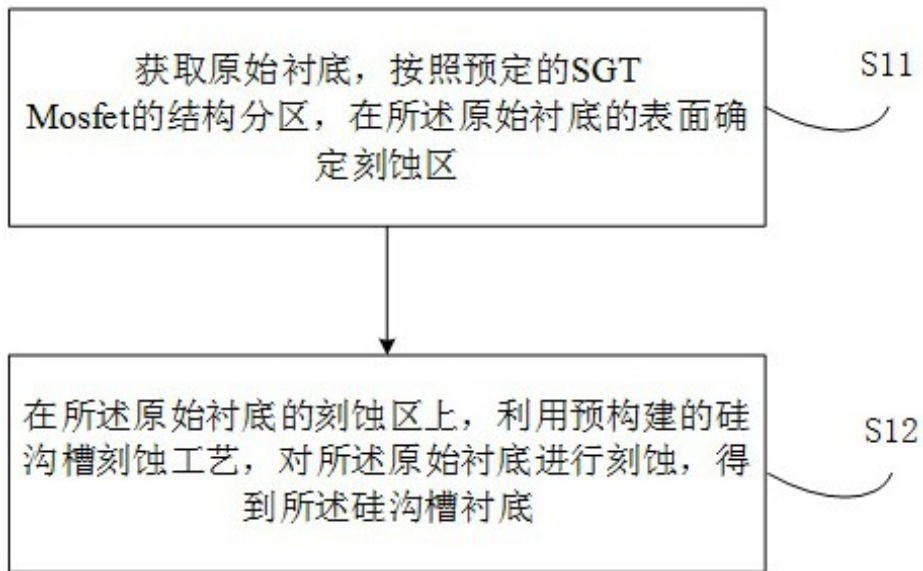 获取原始衬底，按照预定的SGT
Mosfet的结构分区，在所述原始衬底的表面确
定刻蚀区
S11
在所述原始衬底的刻蚀区上，利用预构建的硅
沟槽刻蚀工艺，对所述原始衬底进行刻蚀，得
到所述硅沟槽衬底
S12